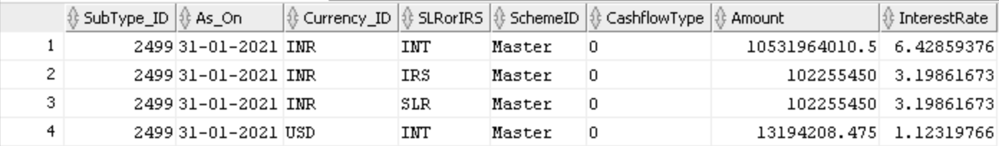 SubType_ID As_On Currency_ID SLRorIRS SchemeID CashflowType Amount InterestRate
1 2499 31-01-2021 INR INT Master 0 10531964010.5 6.42859376
2 2499 31-01-2021 INR IRS Master 0 102255450 3.19861673
3 2499 31-01-2021 INR SLR Master 0 102255450 3.19861673
4 2499 31-01-2021 USD INT Master 0 13194208.475 1.12319766